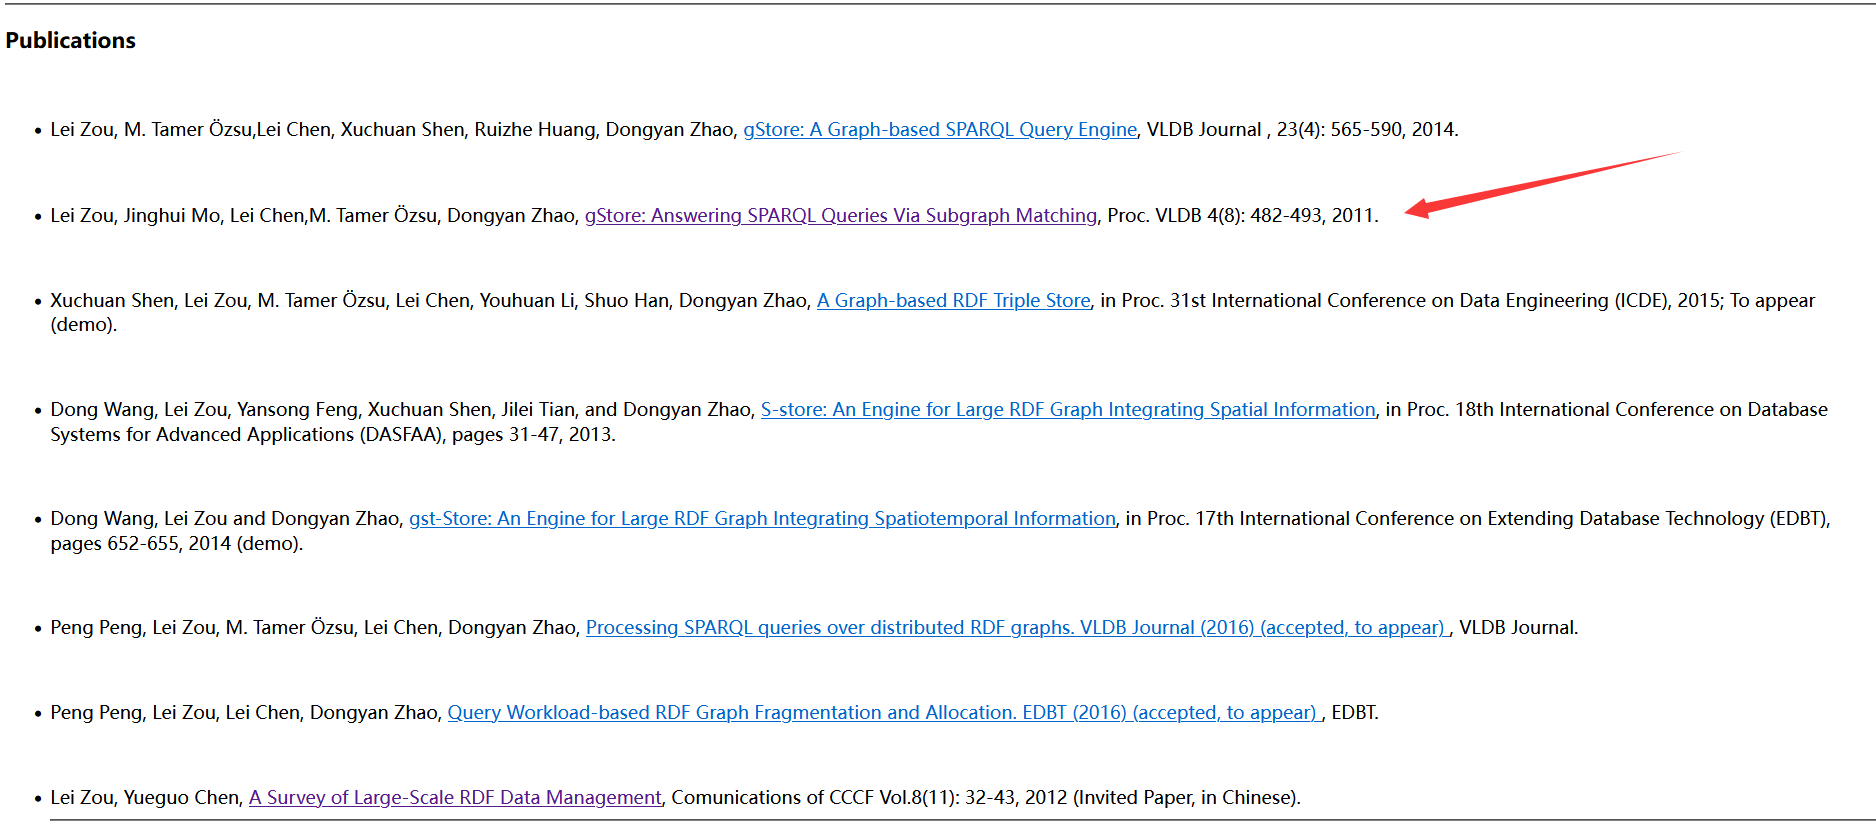 Publications
• Lei Zou, M. Tamer Özsu,Lei Chen, Xuchuan Shen, Ruizhe Huang, Dongyan Zhao, gStore: A Graph-based SPARQL Query Engine, VLDB Journal , 23(4): 565-590, 2014.
• Lei Zou, Jinghui Mo, Lei Chen,M. Tamer Özsu, Dongyan Zhao, gStore: Answering SPARQL Queries Via Subgraph Matching, Proc. VLDB 4(8): 482-493, 2011.
• Xuchuan Shen, Lei Zou, M. Tamer Özsu, Lei Chen, Youhuan Li, Shuo Han, Dongyan Zhao, A Graph-based RDF Triple Store, in Proc. 31st International Conference on Data Engineering (ICDE), 2015; To appear
(demo).
• Dong Wang, Lei Zou, Yansong Feng, Xuchuan Shen, Jilei Tian, and Dongyan Zhao, S-store: An Engine for Large RDF Graph Integrating Spatial Information, in Proc. 18th International Conference on Database
Systems for Advanced Applications (DASFAA), pages 31-47, 2013.
• Dong Wang, Lei Zou and Dongyan Zhao, gst-Store: An Engine for Large RDF Graph Integrating Spatiotemporal Information, in Proc. 17th International Conference on Extending Database Technology (EDBT),
pages 652-655, 2014 (demo).
• Peng Peng, Lei Zou, M. Tamer Özsu, Lei Chen, Dongyan Zhao, Processing SPARQL queries over distributed RDF graphs. VLDB Journal (2016) (accepted, to appear) , VLDB Journal.
• Peng Peng, Lei Zou, Lei Chen, Dongyan Zhao, Query Workload-based RDF Graph Fragmentation and Allocation. EDBT (2016) (accepted, to appear) , EDBT.
• Lei Zou, Yueguo Chen, A Survey of Large-Scale RDF Data Management, Comunications of CCCF Vol.8(11): 32-43, 2012 (Invited Paper, in Chinese).